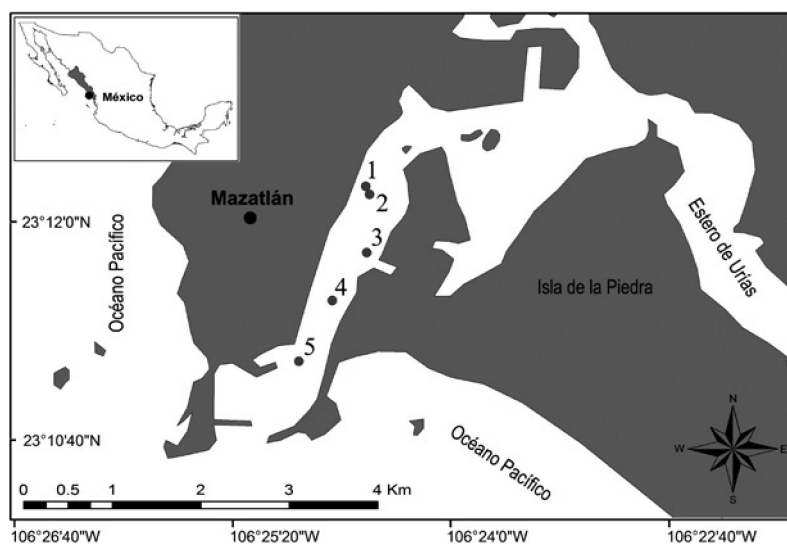 México
1
2
Mazatlán
23°12'0"N
3
Océano Pacífico
Estero de Urías
Isla de la Piedra
4
5
N
W E
S
23°10'40"N
Océano Pacífico
0 0.5 1 2 3 4 Km
106°26'40"W 106°25'20"W 106°24'0"W 106°22'40"W